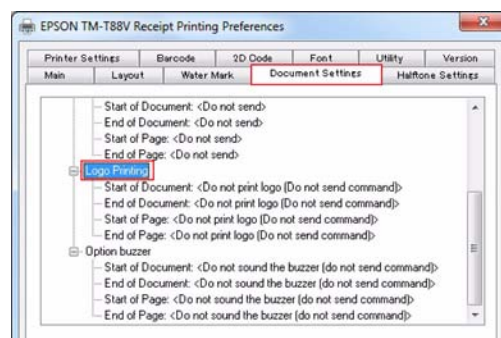 EPSON TM-T88V Receipt Printing Preferences
Printer Settings Barcode 2D Code Font Utility Version
Main Layout Water Mark Document Settings Halftone Settings
Start of Document: <Do not send>
End of Document: <Do not send>
Start of Page: <Do not send>
End of Page: <Do not send>
Logo Printing
Start of Document: <Do not print logo (Do not send command)>
End of Document: <Do not print logo (Do not send command)>
Start of Page: <Do not print logo (Do not send command)>
End of Page: <Do not print logo (Do not send command)>
Option buzzer
Start of Document: <Do not sound the buzzer (do not send command)>
End of Document: <Do not sound the buzzer (do not send command)>
Start of Page: <Do not sound the buzzer (do not send command)>
End of Page: <Do not sound the buzzer (do not send command)>